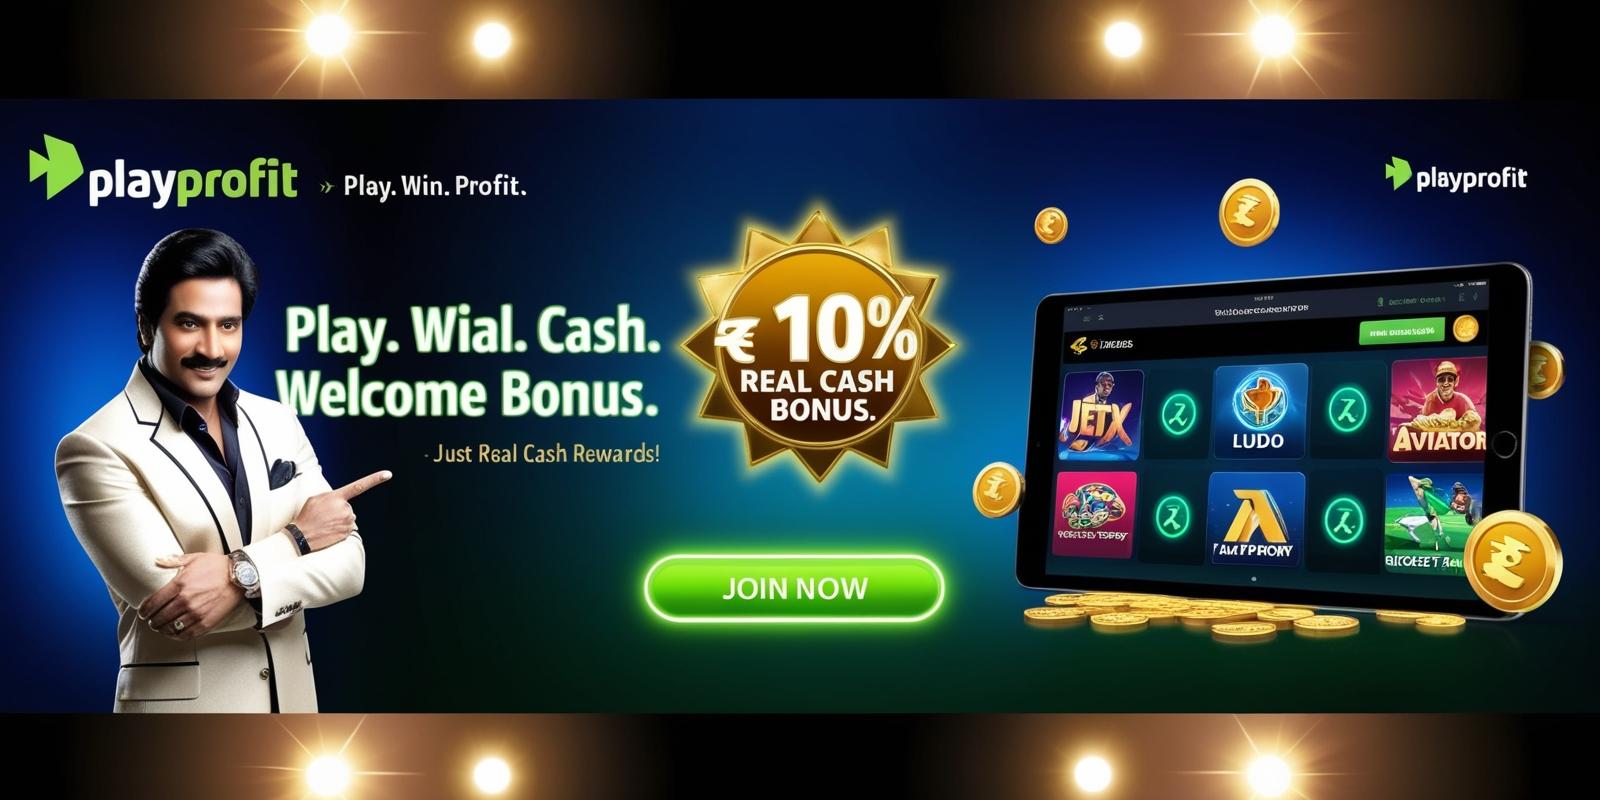 playprofit
Play. Win. Profit.
playprofit
Play. Wial. Cash.
Welcome Bonus.
- Just Real Cash Rewards!
₹ 10%
REAL CASH
BONUS.
JOIN NOW
JETX
LUDO
AVIATOR